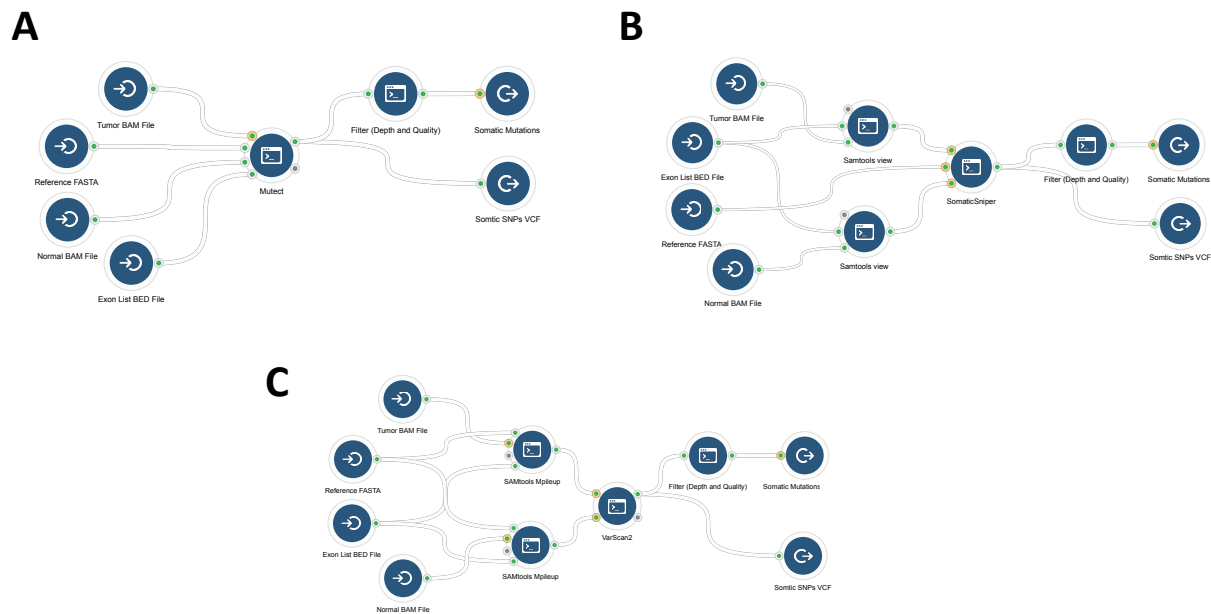 A
Tumor BAM File
Reference FASTA
Normal BAM File
Exon List BED File
Mutect
Filter (Depth and Quality)
Somatic Mutations
Somtic SNPs VCF
B
Tumor BAM File
Exon List BED File
Reference FASTA
Normal BAM File
Samtools view
Samtools view
SomaticSniper
Filter (Depth and Quality)
Somatic Mutations
Somtic SNPs VCF
C
Tumor BAM File
Reference FASTA
Exon List BED File
Normal BAM File
SAMtools Mpileup
SAMtools Mpileup
VarScan2
Filter (Depth and Quality)
Somatic Mutations
Somtic SNPs VCF